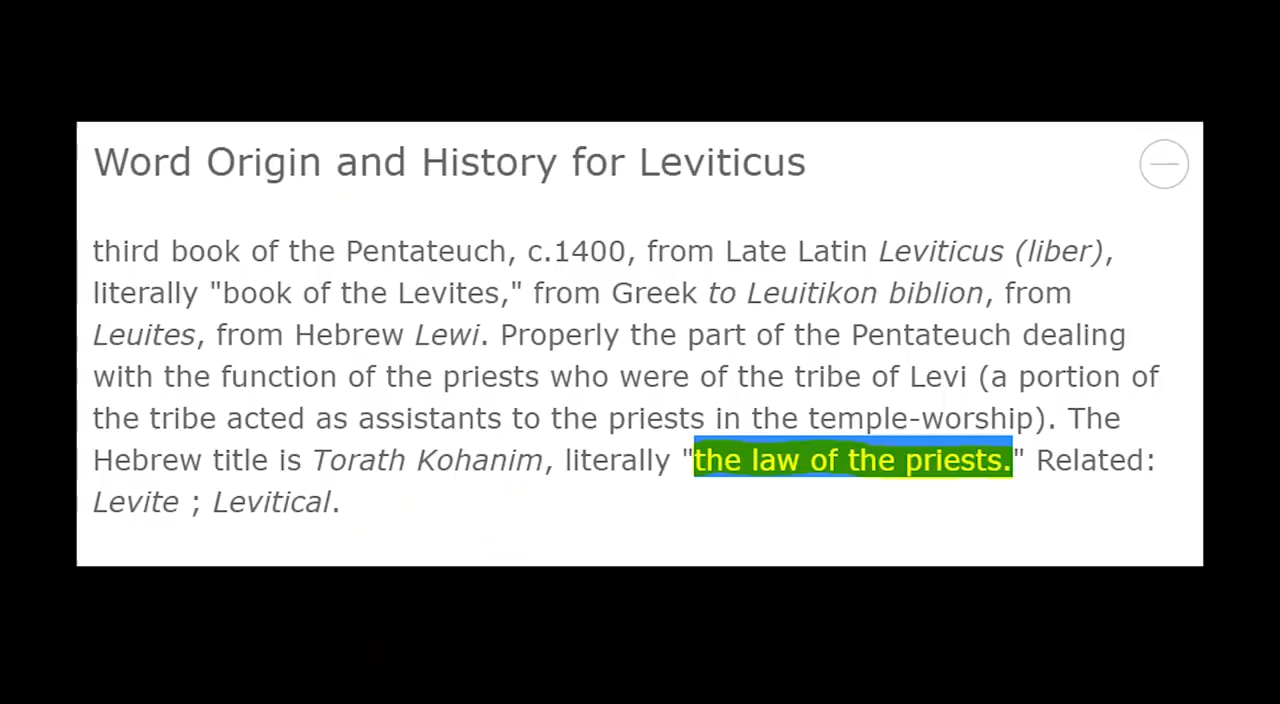 Word Origin and History for Leviticus
third book of the Pentateuch, c.1400, from Late Latin Leviticus (liber),
literally "book of the Levites," from Greek to Leuitikon biblion, from
Leuites, from Hebrew Lewi. Properly the part of the Pentateuch dealing
with the function of the priests who were of the tribe of Levi (a portion of
the tribe acted as assistants to the priests in the temple-worship). The
Hebrew title is Torath Kohanim, literally "the law of the priests." Related:
Levite ; Levitical.